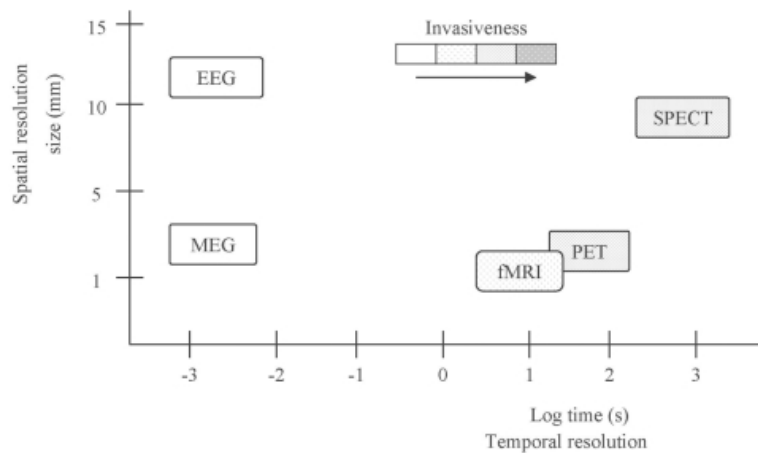 15
Invasiveness
EEG
10
SPECT
Spatial resolution
size (mm)
5
MEG
PET
fMRI
1
-3 -2 -1 0 1 2 3
Log time (s)
Temporal resolution